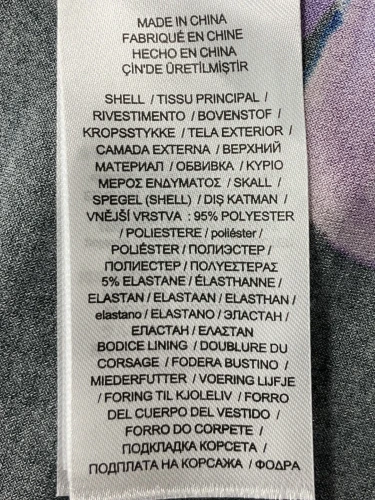 MADE IN CHINA
FABRIQUÉ EN CHINE
HECHO EN CHINA
ÇİN'DE ÜRETİLMİŞTİR
SHELL / TISSU PRINCIPAL /
RIVESTIMENTO / BOVENSTOF /
KROPSSTYKKE / TELA EXTERIOR /
CAMADA EXTERNA / ВЕРХНИЙ
МАТЕРИАЛ / ОБВИВКА / ΚΥΡΙΟ
ΜΕΡΟΣ ΕΝΔΥΜΑΤΟΣ / SKALL /
SPEGEL (SHELL) / DIŞ KATMAN /
VNĚJŠÍ VRSTVA : 95% POLYESTER
/ POLIESTERE / poliéster /
POLIÉSTER / ПОЛИЭСТЕР /
ПОЛИЕСТЕР / ΠΟΛΥΕΣΤΕΡΑΣ
5% ELASTANE / ÉLASTHANNE /
ELASTAN / ELASTAAN / ELASTHAN /
elastano / ELASTANO / ЭЛАСТАН /
ЕЛАСТАН / ΕΛΑΣΤΑΝ
BODICE LINING / DOUBLURE DU
CORSAGE / FODERA BUSTINO /
MIEDERFUTTER / VOERING LIJFJE
/ FORING TIL KJOLELIV / FORRO
DEL CUERPO DEL VESTIDO /
FORRO DO CORPETE /
ПОДКЛАДКА КОРСЕТА /
ПОДПЛАТА НА КОРСАЖА / ΦΟΔΡΑ